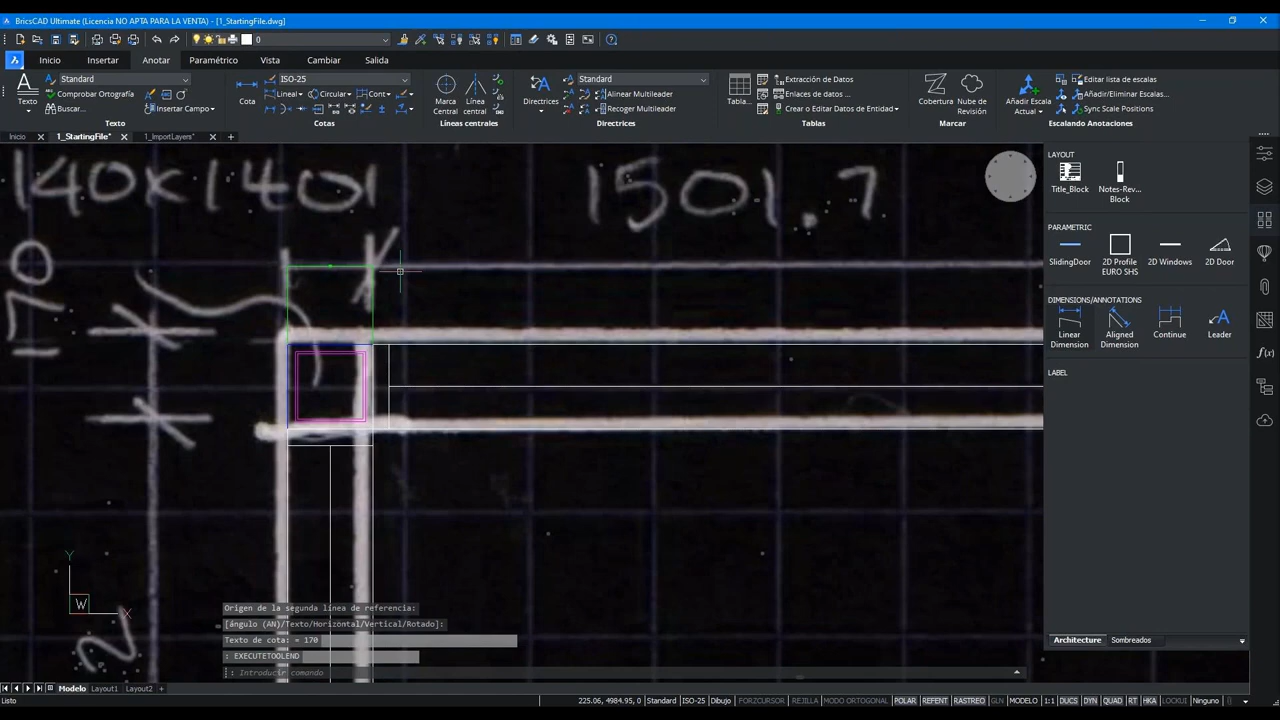 BricsCAD Ultimate (Licencia NO APTA PARA LA VENTA) - [1_StartingFile.dwg]
0
Inicio Insertar Anotar Paramétrico Vista Cambiar Salida
Texto
Standard
Comprobar Ortografía
Buscar...
Insertar Campo
Cota
ISO-25
Lineal Circular Cont
Marca Central
Línea central
Directrices
Standard
Alinear Multileader
Recoger Multileader
Tabla...
Extracción de Datos
Enlaces de datos ...
Crear o Editar Datos de Entidad
Cobertura
Nube de Revisión
Añadir Escala Actual
Editar lista de escalas
Añadir/Eliminar Escalas...
Sync Scale Positions
Texto Cotas Líneas centrales Directrices Tablas Marcar Escalando Anotaciones
Inicio 1_StartingFile* 1_ImportLayers*
140x140
1501.7
170
LAYOUT
Title_Block
Notes-Rev... Block
PARAMETRIC
SlidingDoor
2D Profile EURO SHS
2D Windows
2D Door
DIMENSIONS/ANNOTATIONS
Linear Dimension
Aligned Dimension
Continue
Leader
LABEL
Y
W
X
2
Origen de la segunda línea de referencia:
[ángulo (AN)/Texto/Horizontal/Vertical/Rotado]:
Texto de cota: = 170
: EXECUTETOOLEND
: Introducir comando
Architecture Sombreados
Modelo Layout1 Layout2
Listo
225.06, 4984.95, 0 Standard ISO-25 Dibujo FORZCURSOR REJILLA MODO ORTOGONAL POLAR REFENT RASTREO GLN MODELO 1:1 DUCS DYN QUAD RT HKA LOCKUI Ninguno